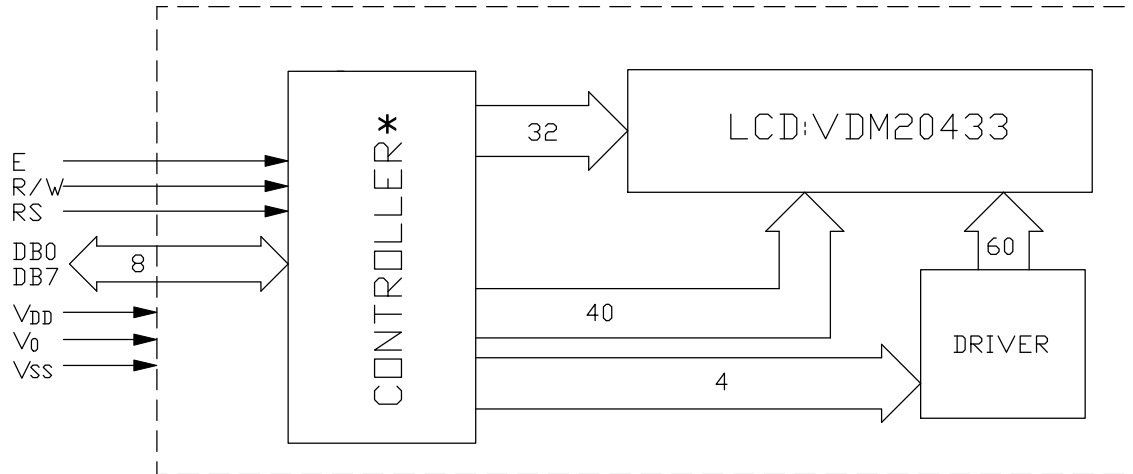 E
R/W
RS
DB0
DB7
8
VDD
V0
VSS
CONTROLLER*
32
LCD:VDM20433
40
60
4
DRIVER